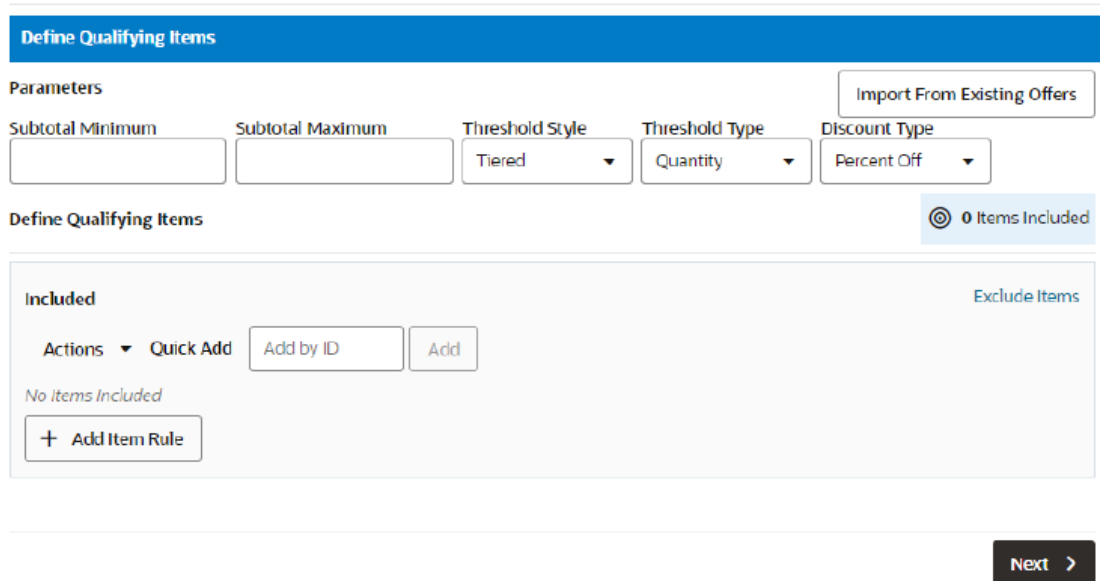 Define Qualifying Items
Parameters
Import From Existing Offers
Subtotal Minimum Subtotal Maximum Threshold Style Threshold Type Discount Type
Tiered Quantity Percent Off
Define Qualifying Items 0 Items Included
Included Exclude Items
Actions Quick Add Add by ID Add
No Items Included
+ Add Item Rule
Next >